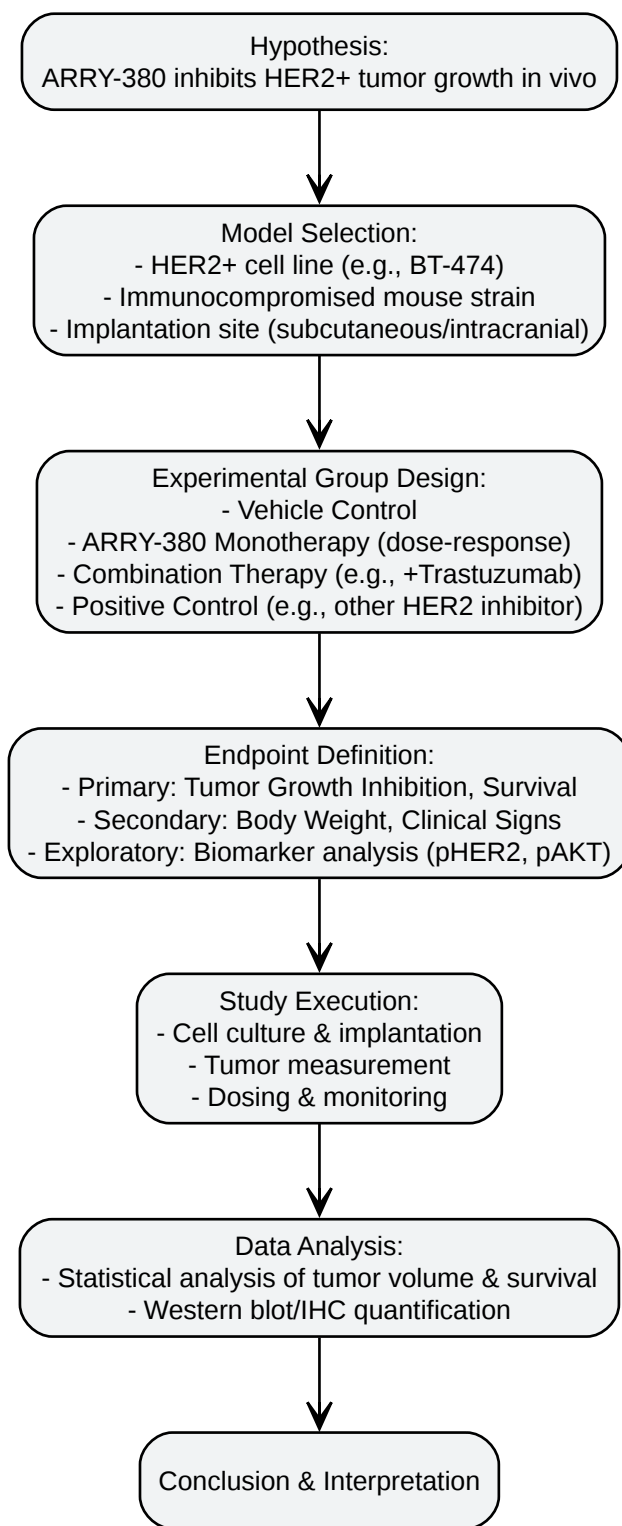 Hypothesis:
ARRY-380 inhibits HER2+ tumor growth in vivo
Model Selection:
- HER2+ cell line (e.g., BT-474)
- Immunocompromised mouse strain
- Implantation site (subcutaneous/intracranial)
Experimental Group Design:
- Vehicle Control
- ARRY-380 Monotherapy (dose-response)
- Combination Therapy (e.g., +Trastuzumab)
- Positive Control (e.g., other HER2 inhibitor)
Endpoint Definition:
- Primary: Tumor Growth Inhibition, Survival
- Secondary: Body Weight, Clinical Signs
- Exploratory: Biomarker analysis (pHER2, pAKT)
Study Execution:
- Cell culture & implantation
- Tumor measurement
- Dosing & monitoring
Data Analysis:
- Statistical analysis of tumor volume & survival
- Western blot/IHC quantification
Conclusion & Interpretation